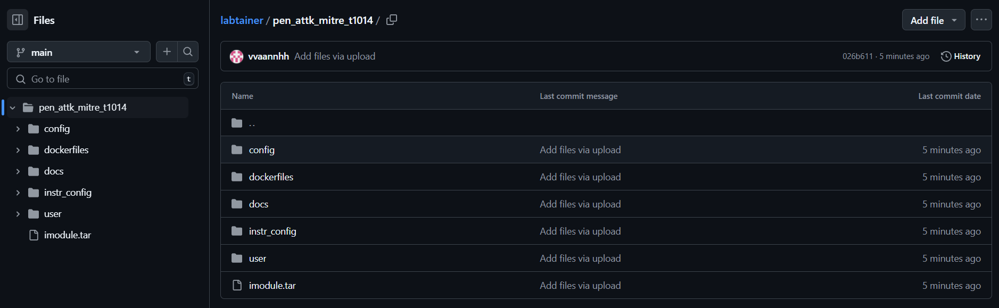 Files
main
Go to file
t
pen_attk_mitre_t1014
config
dockerfiles
docs
instr_config
user
imodule.tar
labtainer / pen_attk_mitre_t1014 /
Add file
vvaannhh Add files via upload 026b611 · 5 minutes ago History
Name Last commit message Last commit date
..
config Add files via upload 5 minutes ago
dockerfiles Add files via upload 5 minutes ago
docs Add files via upload 5 minutes ago
instr_config Add files via upload 5 minutes ago
user Add files via upload 5 minutes ago
imodule.tar Add files via upload 5 minutes ago